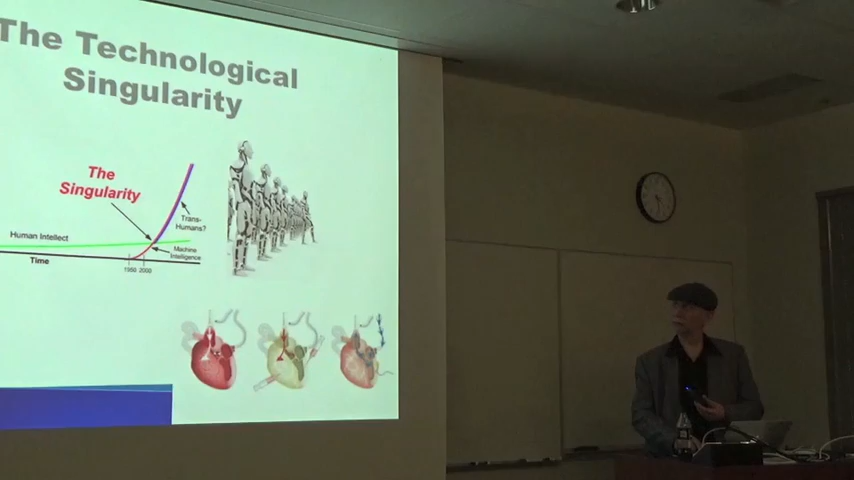 The Technological
Singularity
The
Singularity
Trans-
Humans?
Human Intellect
Machine
Intelligence
Time
1950 2000